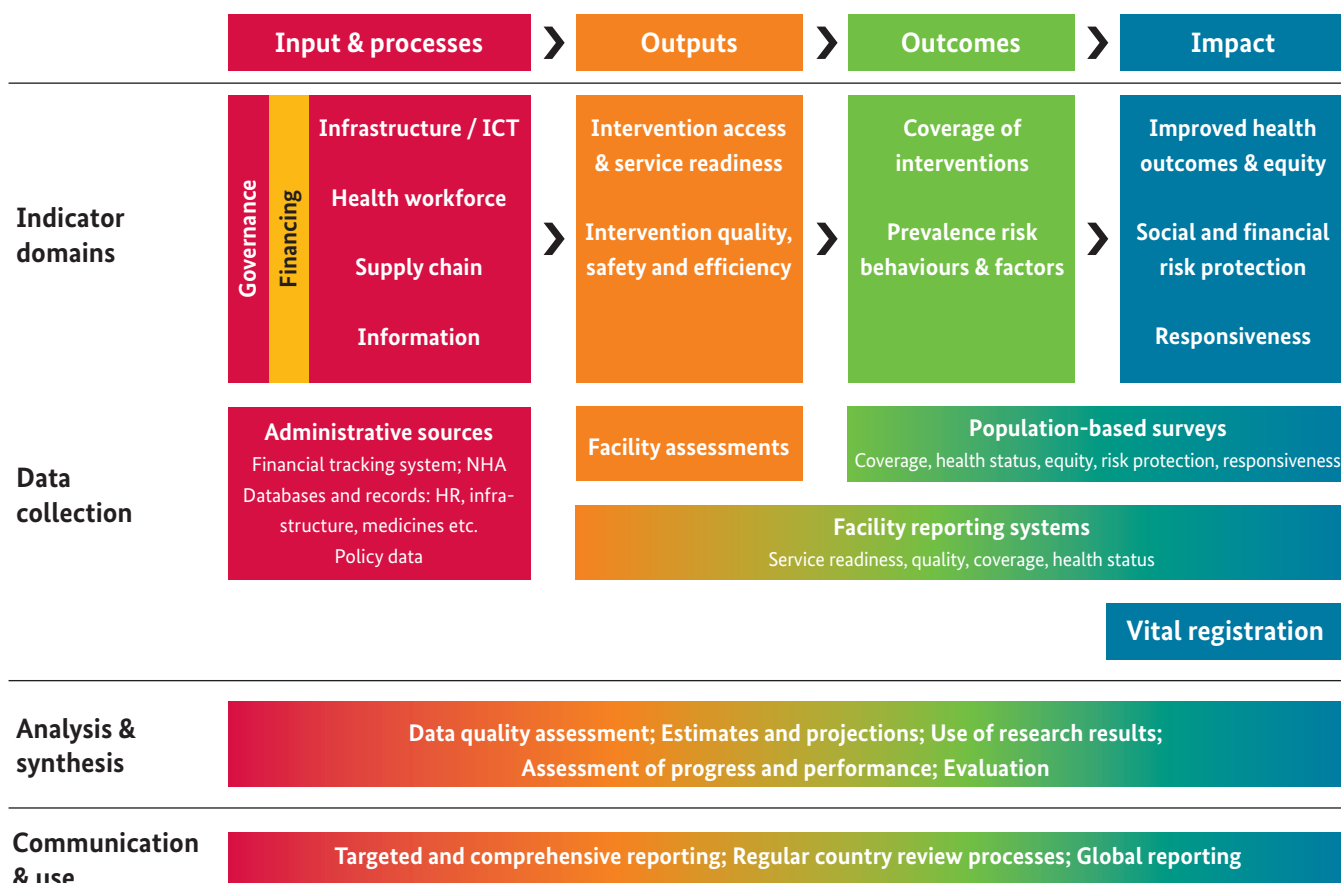 Input & processes
Outputs
Outcomes
Impact
Indicator
domains
Governance
Financing
Infrastructure / ICT
Health workforce
Supply chain
Information
Intervention access
& service readiness
Intervention quality,
safety and efficiency
Coverage of
interventions
Prevalence risk
behaviours & factors
Improved health
outcomes & equity
Social and financial
risk protection
Responsiveness
Data
collection
Administrative sources
Financial tracking system; NHA
Databases and records: HR, infra-
structure, medicines etc.
Policy data
Facility assessments
Population-based surveys
Coverage, health status, equity, risk protection, responsiveness
Facility reporting systems
Service readiness, quality, coverage, health status
Vital registration
Analysis &
synthesis
Data quality assessment; Estimates and projections; Use of research results;
Assessment of progress and performance; Evaluation
Communication
& use
Targeted and comprehensive reporting; Regular country review processes; Global reporting